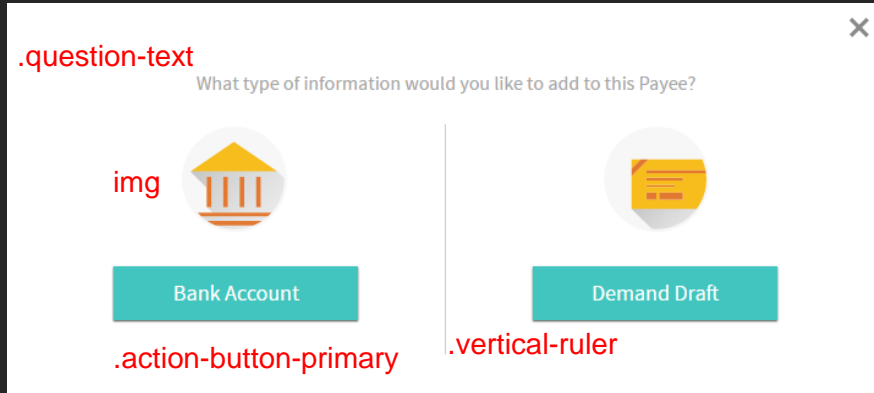 .question-text
What type of information would you like to add to this Payee?
img
Bank Account
Demand Draft
.action-button-primary
.vertical-ruler